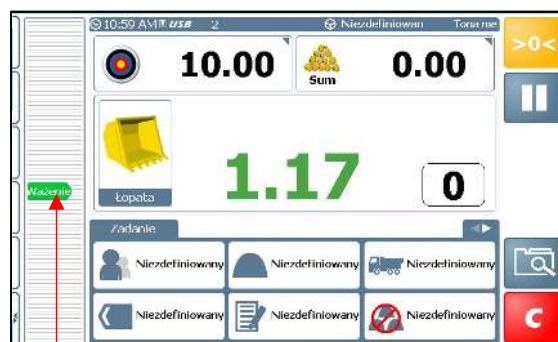 10:59 AM USB 2 Niezdefiniowan Tona me
10.00 Sum 0.00
>0<
Łopata 1.17 0
Ważenie
Zadanie
Niezdefiniowany Niezdefiniowany Niezdefiniowany
Niezdefiniowany Niezdefiniowany Niezdefiniowany
C